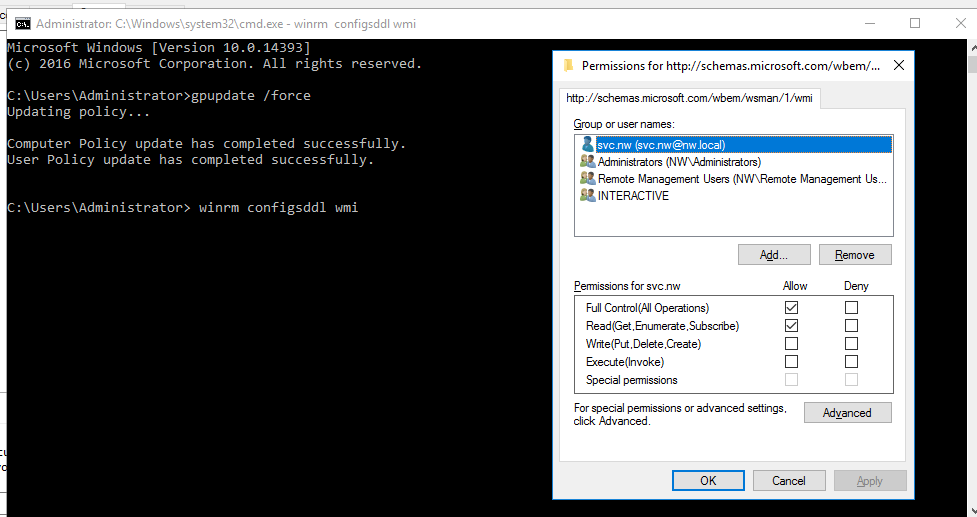 Administrator: C:\Windows\system32\cmd.exe - winrm  configsddl wmi
Microsoft Windows [Version 10.0.14393]
(c) 2016 Microsoft Corporation. All rights reserved.
C:\Users\Administrator>gpupdate /force
Updating policy...
Computer Policy update has completed successfully.
User Policy update has completed successfully.
C:\Users\Administrator> winrm configsddl wmi
Permissions for http://schemas.microsoft.com/wbem/...
http://schemas.microsoft.com/wbem/wsman/1/wmi
Group or user names:
svc.nw (svc.nw@nw.local)
Administrators (NW\Administrators)
Remote Management Users (NW\Remote Management Us...
INTERACTIVE
Add... Remove
Permissions for svc.nw Allow Deny
Full Control(All Operations)
Read(Get,Enumerate,Subscribe)
Write(Put,Delete,Create)
Execute(Invoke)
Special permissions
For special permissions or advanced settings,
click Advanced.
Advanced
OK Cancel Apply